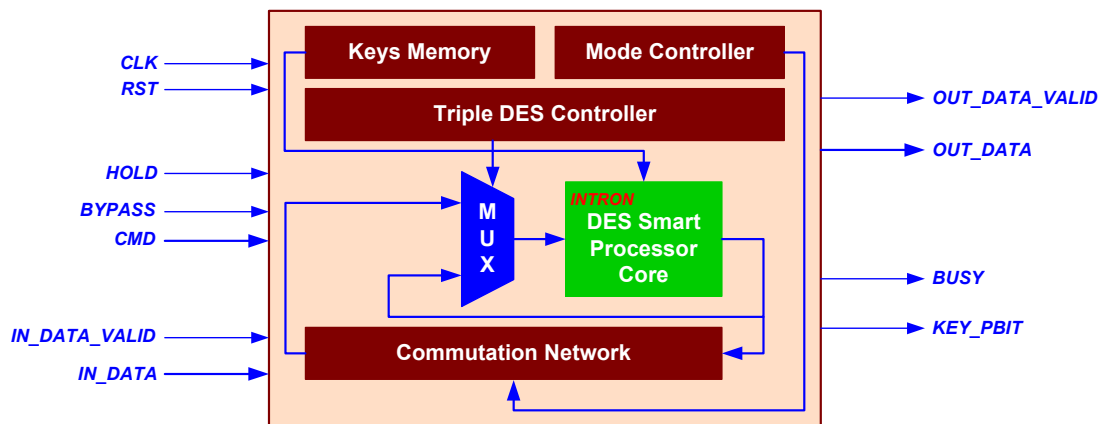 Keys Memory
Mode Controller
CLK
RST
OUT_DATA_VALID
Triple DES Controller
OUT_DATA
HOLD
BYPASS
CMD
M
U
X
INTRON
DES Smart
Processor
Core
BUSY
IN_DATA_VALID
KEY_PBIT
Commutation Network
IN_DATA